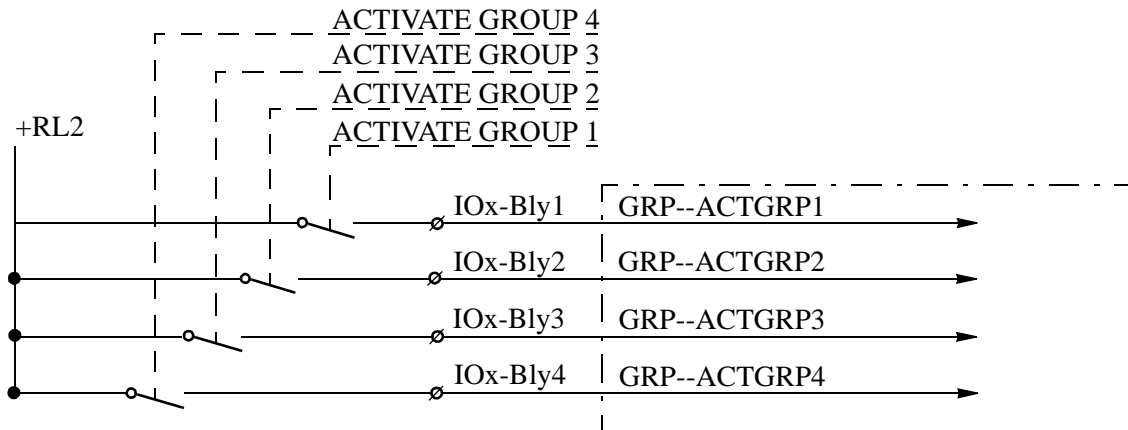 ACTIVATE GROUP 4
ACTIVATE GROUP 3
ACTIVATE GROUP 2
ACTIVATE GROUP 1
+RL2
IOx-Bly1 GRP--ACTGRP1
IOx-Bly2 GRP--ACTGRP2
IOx-Bly3 GRP--ACTGRP3
IOx-Bly4 GRP--ACTGRP4